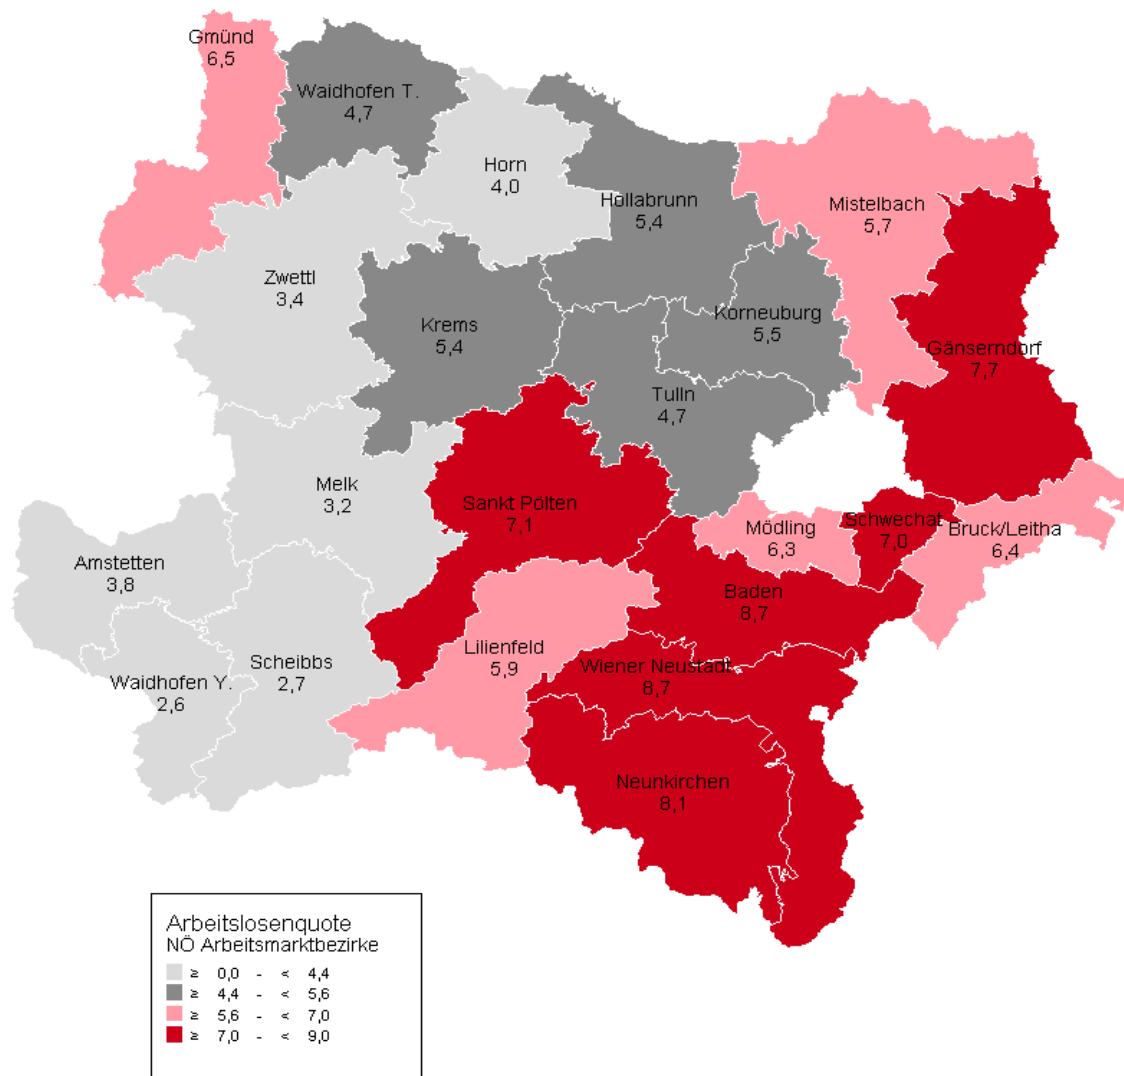 Gmünd
6,5
Waidhofen T.
4,7
Horn
4,0
Hollabrunn
5,4
Mistelbach
5,7
Zwettl
3,4
Krems
5,4
Korneuburg
5,5
Gänserndorf
7,7
Tulln
4,7
Melk
3,2
Sankt Pölten
7,1
Mödling
6,3
Schwechat
7,0
Bruck/Leitha
6,4
Amstetten
3,8
Baden
8,7
Lilienfeld
5,9
Scheibbs
2,7
Wiener Neustadt
8,7
Waidhofen Y.
2,6
Neunkirchen
8,1
Arbeitslosenquote
NÖ Arbeitsmarktbezirke
≥ 0,0 - < 4,4
≥ 4,4 - < 5,6
≥ 5,6 - < 7,0
≥ 7,0 - < 9,0